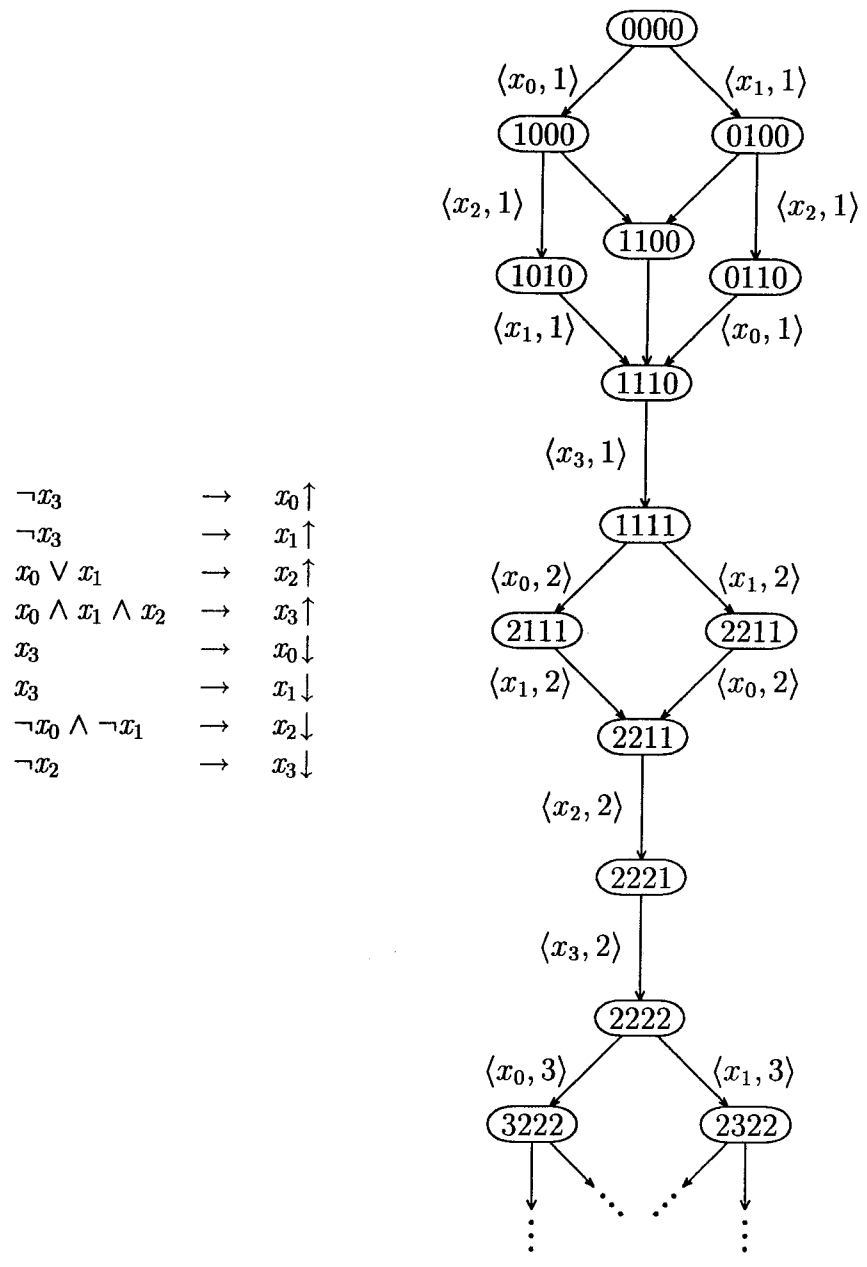 0000
⟨x₀, 1⟩ ⟨x₁, 1⟩
1000 0100
⟨x₂, 1⟩ ⟨x₂, 1⟩
1100
1010 0110
⟨x₁, 1⟩ ⟨x₀, 1⟩
1110
⟨x₃, 1⟩
1111
⟨x₀, 2⟩ ⟨x₁, 2⟩
2111 2211
⟨x₁, 2⟩ ⟨x₀, 2⟩
2211
⟨x₂, 2⟩
2221
⟨x₃, 2⟩
2222
⟨x₀, 3⟩ ⟨x₁, 3⟩
3222 2322
¬x₃ → x₀↑
¬x₃ → x₁↑
x₀ ∨ x₁ → x₂↑
x₀ ∧ x₁ ∧ x₂ → x₃↑
x₃ → x₀↓
x₃ → x₁↓
¬x₀ ∧ ¬x₁ → x₂↓
¬x₂ → x₃↓